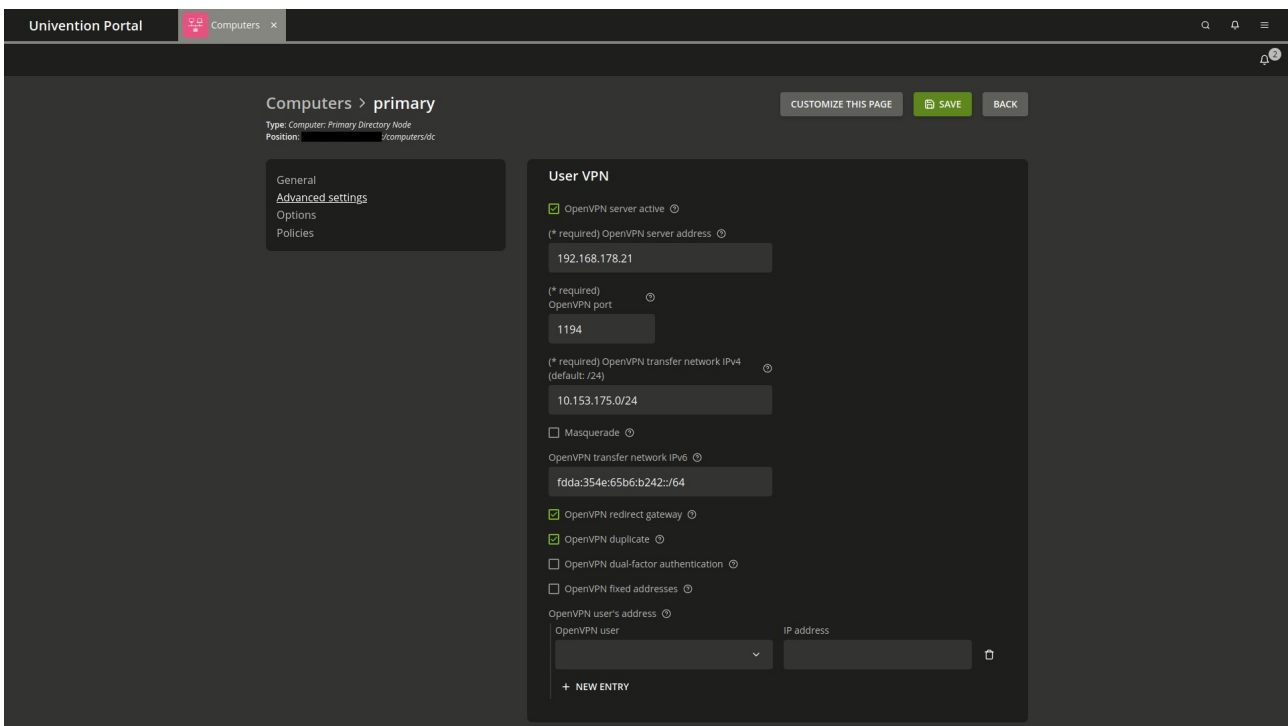 Univention Portal
Computers ×
2
Computers > primary
CUSTOMIZE THIS PAGE
SAVE
BACK
Type: Computer: Primary Directory Node
Position: :/computers/dc
General
Advanced settings
Options
Policies
User VPN
OpenVPN server active
(* required) OpenVPN server address
192.168.178.21
(* required)
OpenVPN port
1194
(* required) OpenVPN transfer network IPv4
(default: /24)
10.153.175.0/24
Masquerade
OpenVPN transfer network IPv6
fdda:354e:65b6:b242::/64
OpenVPN redirect gateway
OpenVPN duplicate
OpenVPN dual-factor authentication
OpenVPN fixed addresses
OpenVPN user's address
OpenVPN user
IP address
+ NEW ENTRY